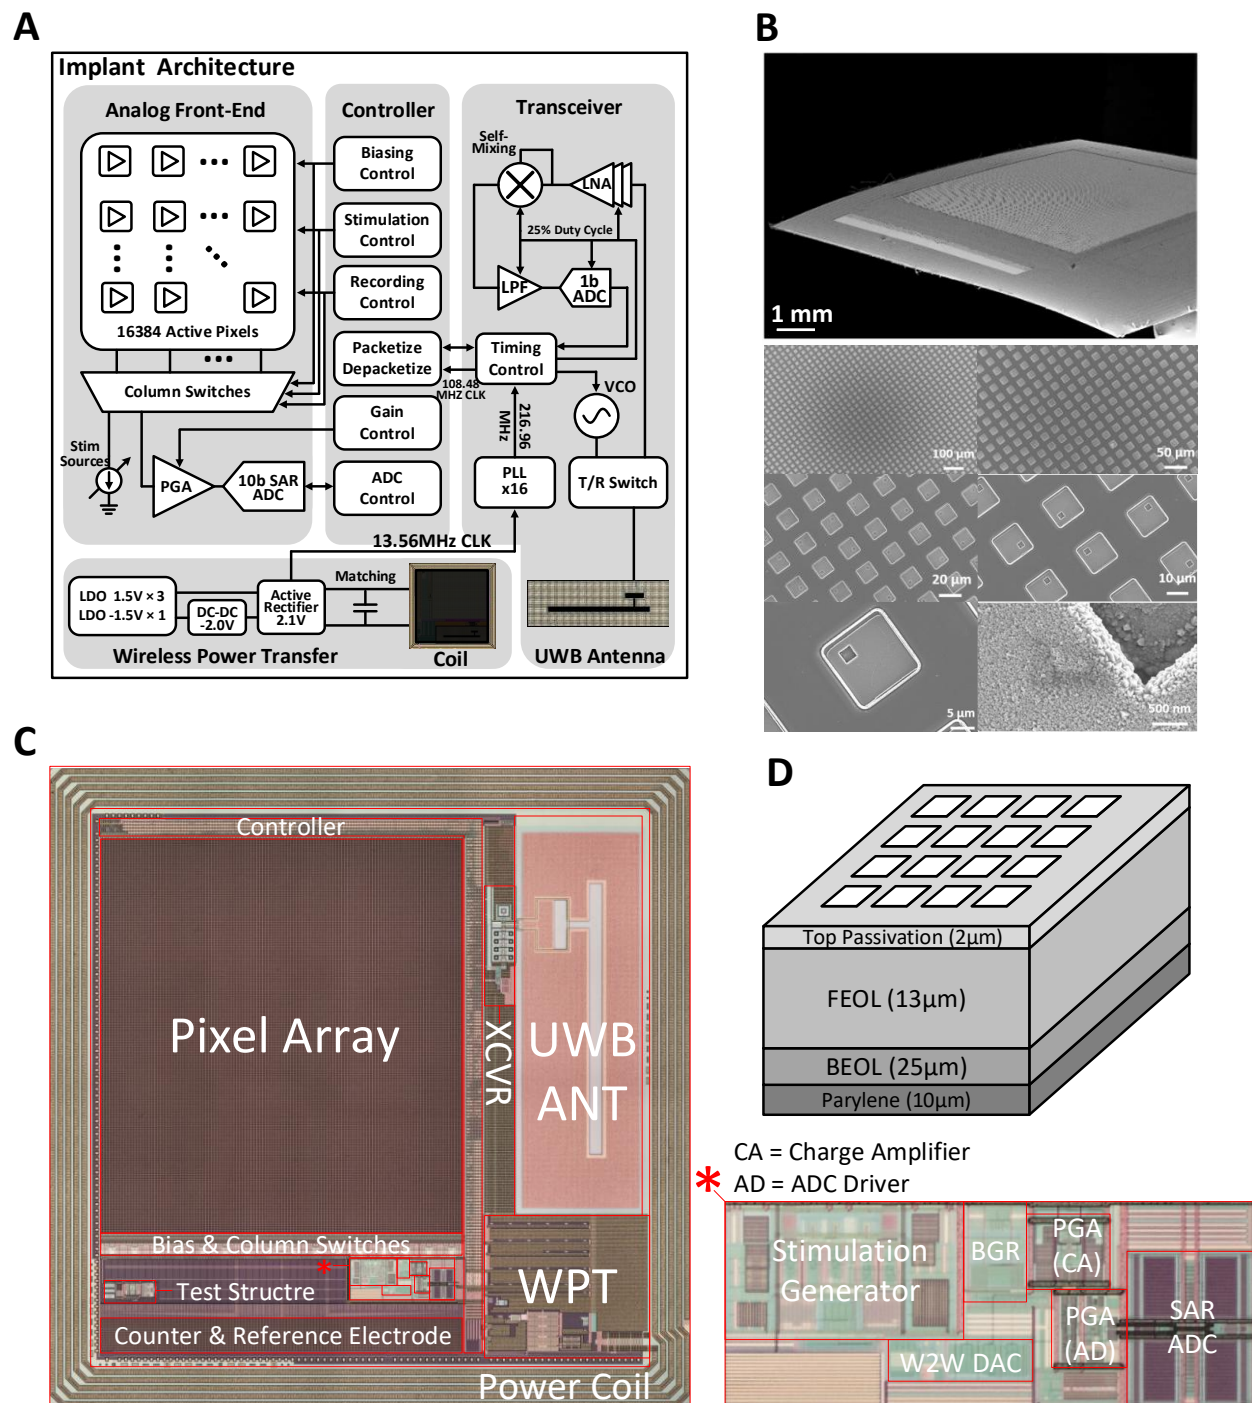 A
Implant Architecture
Analog Front-End
Controller
Transceiver
16384 Active Pixels
Column Switches
Stim
Sources
PGA
10b SAR
ADC
Biasing
Control
Stimulation
Control
Recording
Control
Packetize
Depacketize
Gain
Control
ADC
Control
Self-
Mixing
LNA
25% Duty Cycle
LPF
1b
ADC
Timing
Control
108.48
MHZ CLK
216.96
MHz
VCO
PLL
x16
T/R Switch
13.56MHz CLK
LDO 1.5V × 3
LDO -1.5V × 1
DC-DC
-2.0V
Active
Rectifier
2.1V
Matching
Wireless Power Transfer
Coil
UWB Antenna
B
1 mm
100 µm
50 µm
20 µm
10 µm
5 µm
500 nm
C
Controller
Pixel Array
XCVR
UWB
ANT
Bias & Column Switches
*
Test Structre
WPT
Counter & Reference Electrode
Power Coil
D
Top Passivation (2µm)
FEOL (13µm)
BEOL (25µm)
Parylene (10µm)
CA = Charge Amplifier
* AD = ADC Driver
Stimulation
Generator
BGR
PGA
(CA)
PGA
(AD)
SAR
ADC
W2W DAC